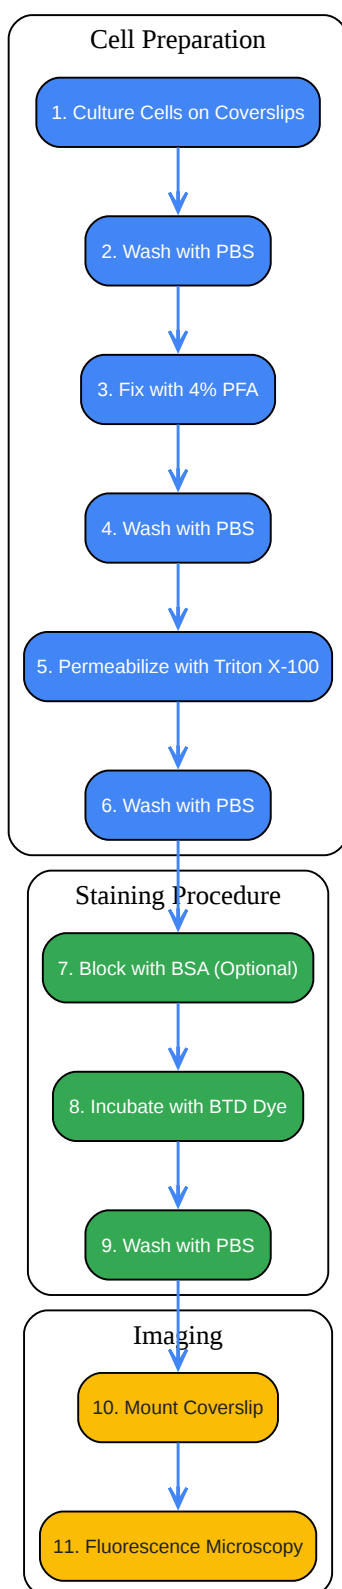 Cell Preparation
1. Culture Cells on Coverslips
2. Wash with PBS
3. Fix with 4% PFA
4. Wash with PBS
5. Permeabilize with Triton X-100
6. Wash with PBS
Staining Procedure
7. Block with BSA (Optional)
8. Incubate with BTD Dye
9. Wash with PBS
Imaging
10. Mount Coverslip
11. Fluorescence Microscopy